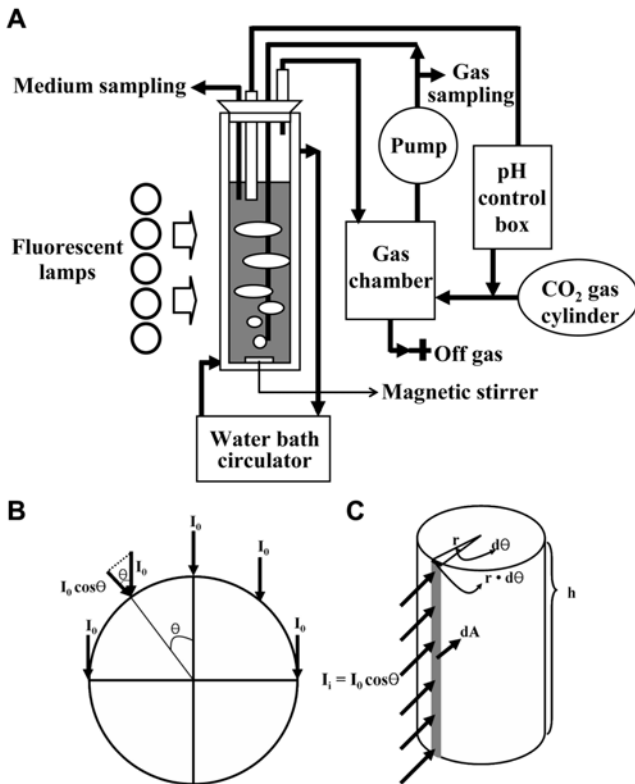 A
Medium sampling
Gas
sampling
Pump
pH
control
box
Fluorescent
lamps
Gas
chamber
CO₂ gas
cylinder
Off gas
Magnetic stirrer
Water bath
circulator
B
I₀
I₀
I₀ cosΘ
Θ
I₀
I₀
Θ
I₀
C
r
dΘ
r • dΘ
h
dA
Iᵢ = I₀ cosΘ